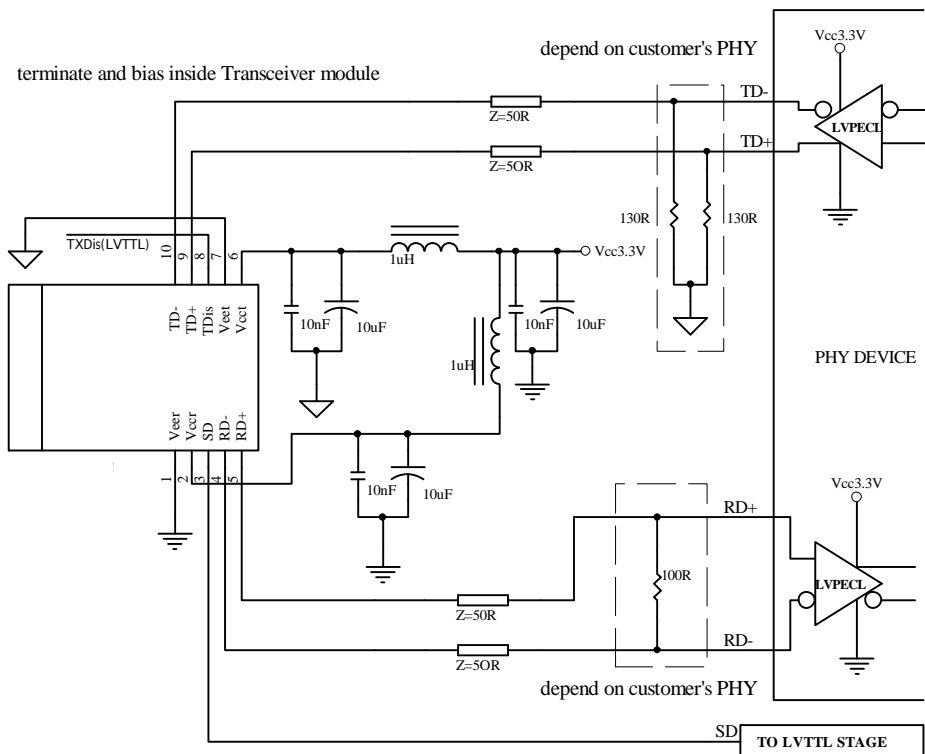 Vcc3.3V
depend on customer's PHY
terminate and bias inside Transceiver module
TD-
Z=50R
LVPECL
TD+
Z=5OR
130R
130R
TXDis(LVTTL)
10
9
8
7
6
1uH
Vcc3.3V
TD-
TD+
TDis
Veet
Vcct
10nF
10uF
10nF
10uF
1uH
PHY DEVICE
Veer
Vccr
SD
RD-
RD+
1
2
3
4
5
10nF
10uF
Vcc3.3V
RD+
100R
LVPECL
Z=50R
RD-
Z=5OR
depend on customer's PHY
SD
TO LVTTL STAGE